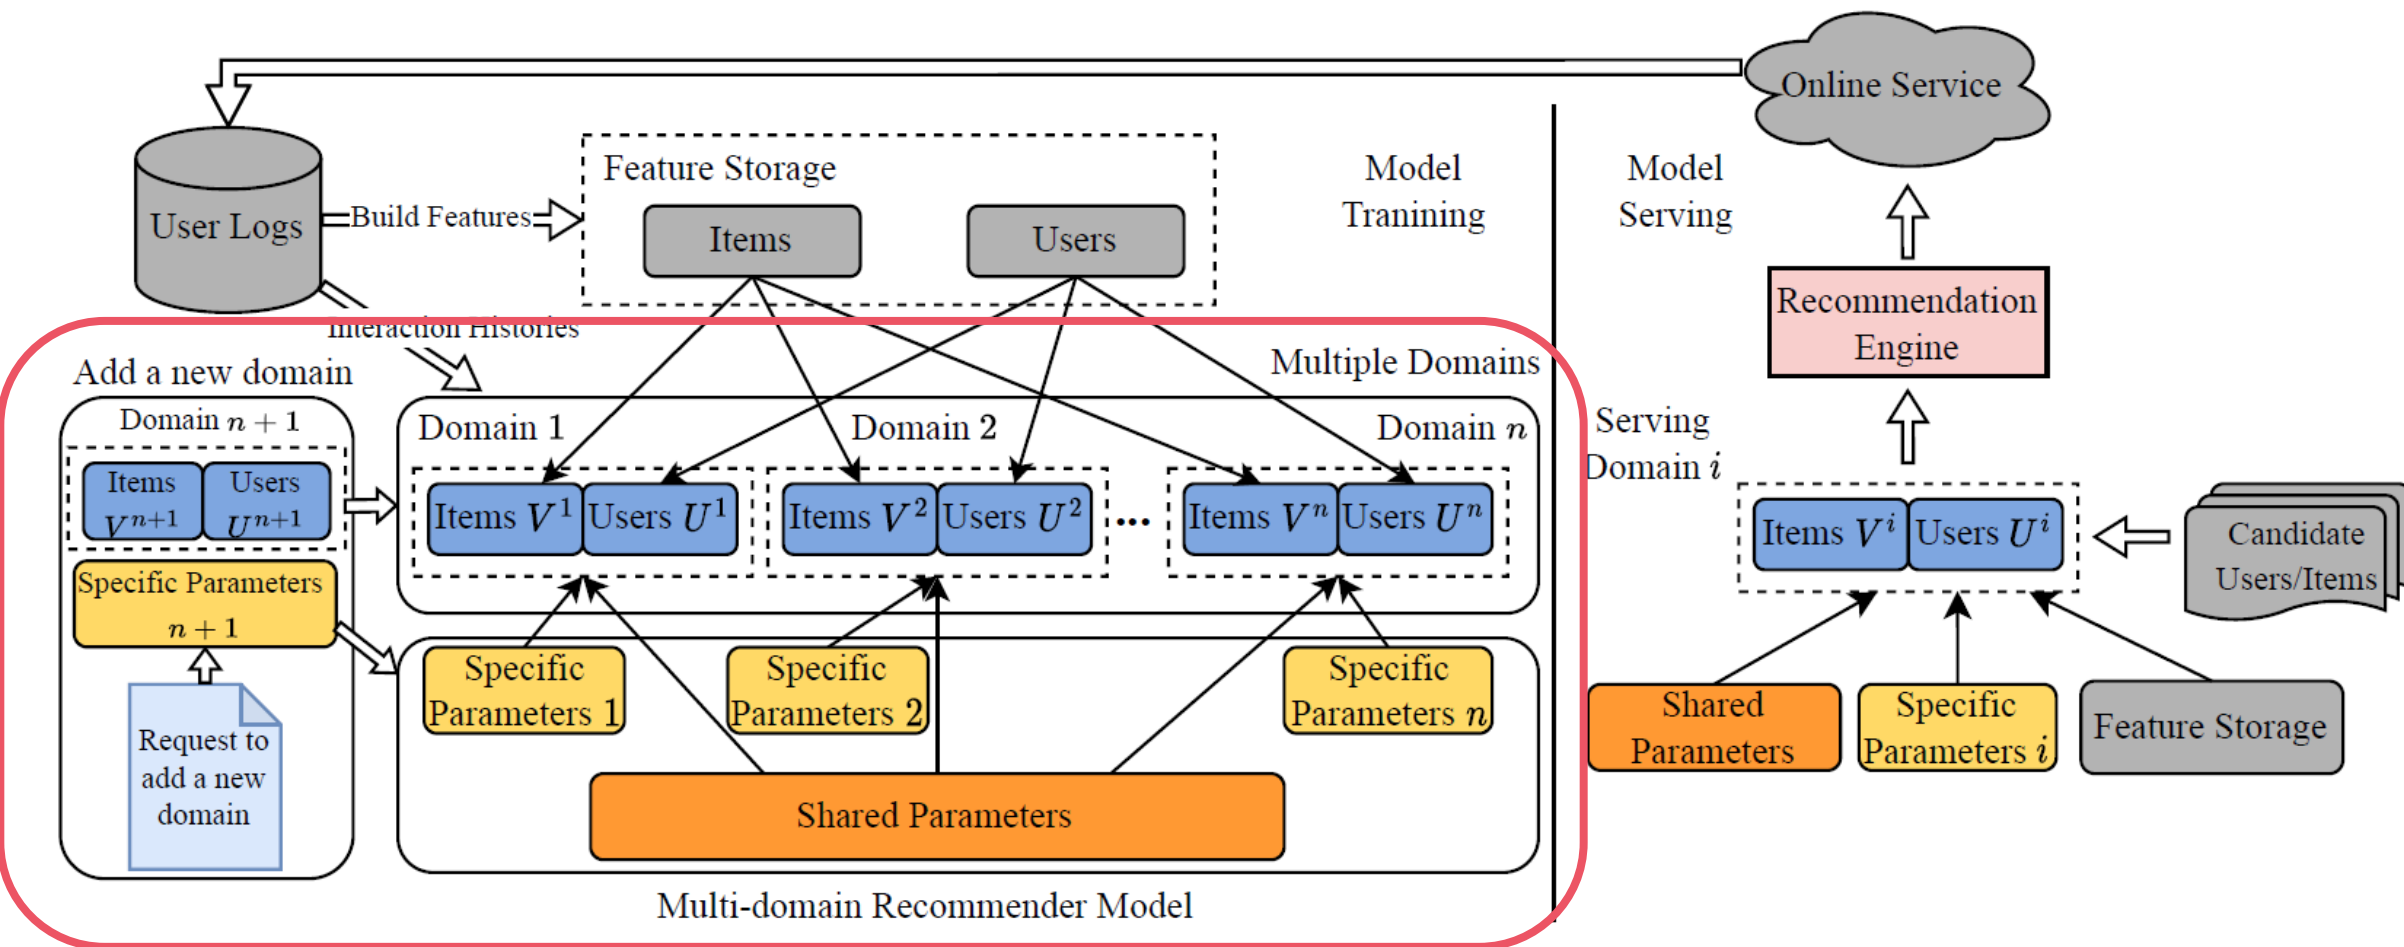 Online Service
User Logs
Build Features
Feature Storage
Items
Users
Model
Tranining
Model
Serving
Interaction Histories
Recommendation
Engine
Add a new domain
Multiple Domains
Domain n + 1
Items
V^{n+1}
Users
U^{n+1}
Specific Parameters
n + 1
Request to
add a new
domain
Domain 1
Domain 2
Domain n
Items V^1
Users U^1
Items V^2
Users U^2
...
Items V^n
Users U^n
Specific
Parameters 1
Specific
Parameters 2
Specific
Parameters n
Shared Parameters
Multi-domain Recommender Model
Serving
Domain i
Items V^i
Users U^i
Candidate
Users/Items
Shared
Parameters
Specific
Parameters i
Feature Storage